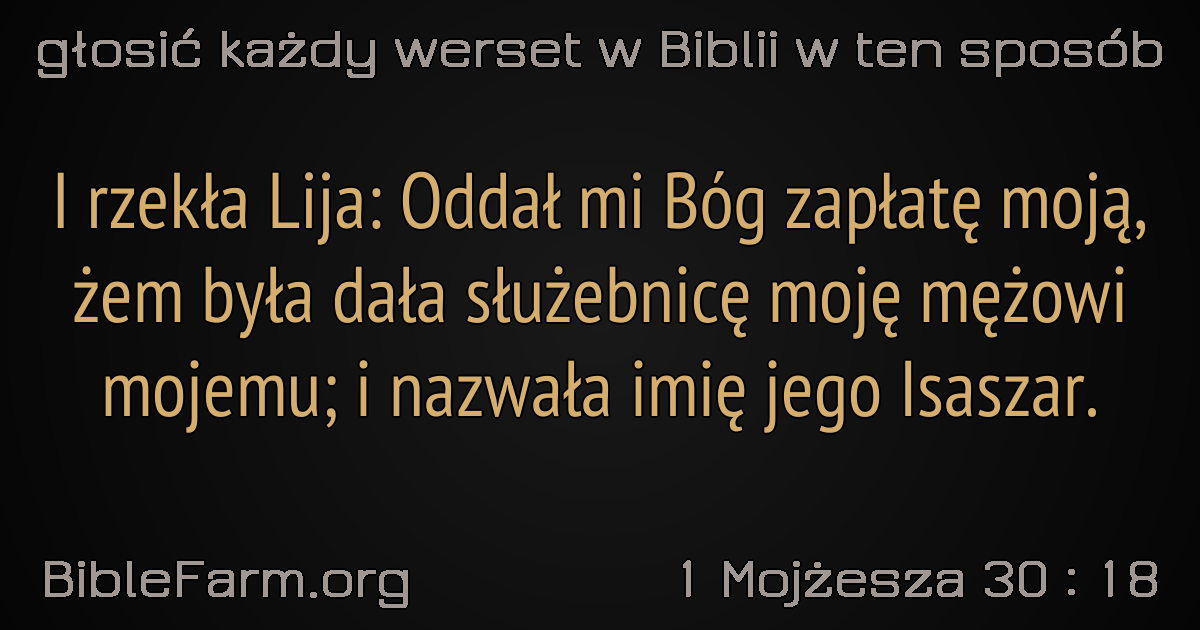 głosić każdy werset w Biblii w ten sposób
I rzekła Lija: Oddał mi Bóg zapłatę moją,
żem była dała służebnicę moję mężowi
mojemu; i nazwała imię jego Isaszar.
BibleFarm.org
1 Mojżesza 30 : 18